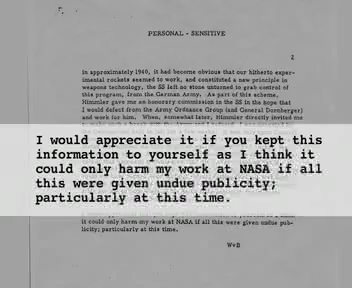 PERSONAL - SENSITIVE
2
In approximately 1940, it had become obvious that our hitherto exper-
imental rockets seemed to work, and constituted a new principle in
weapons technology, the SS left no stone unturned to grab control of
this program, from the German Army. As part of this scheme,
Himmler gave me an honorary commission in the SS in the hope that
I would defect from the Army Ordnance Group (and General Dornberger)
and work for him. When, somewhat later, Himmler directly invited me
I would appreciate it if you kept this
information to yourself as I think it
could only harm my work at NASA if all
this were given undue publicity;
particularly at this time.
it could only harm my work at NASA if all this were given undue pub-
licity; particularly at this time.
WvB